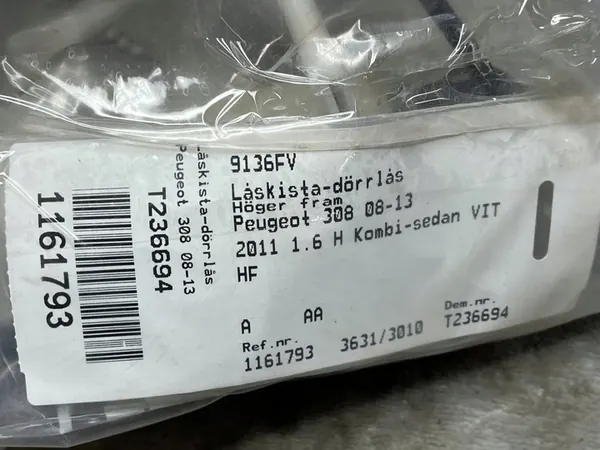 9136FV
Låskista-dörrlås
Höger fram
Peugeot 308 08-13
2011 1.6 H Kombi-sedan VIT
HF
A AA
Ref.nr. Dem.nr.
1161793 3631/3010 T236694
Låskista-dörrlås
Peugeot 308 08-13
T236694
1161793